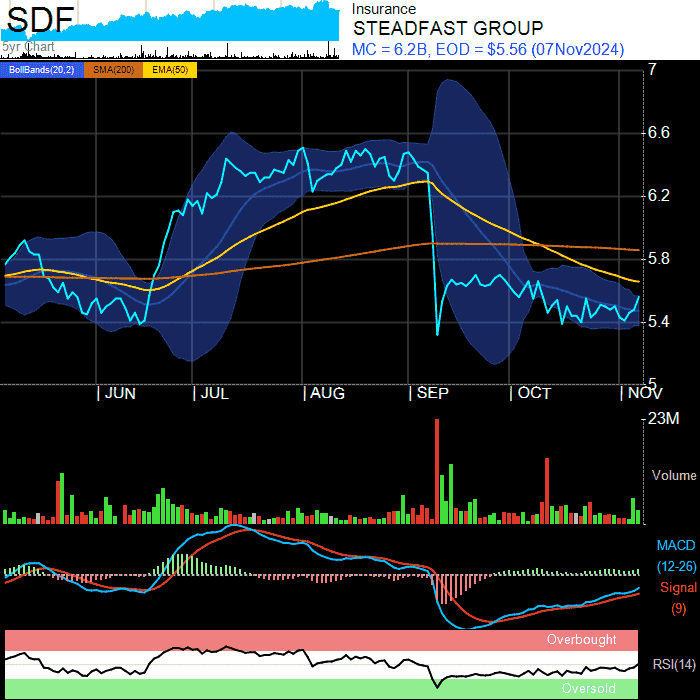 SDF
5yr Chart
Insurance
STEADFAST GROUP
MC = 6.2B, EOD = $5.56 (07Nov2024)
BollBands(20,2) SMA(200) EMA(50)
7
6.6
6.2
5.8
5.4
5
JUN JUL AUG SEP OCT NOV
23M
Volume
MACD
(12-26)
Signal
(9)
Overbought
RSI(14)
Oversold